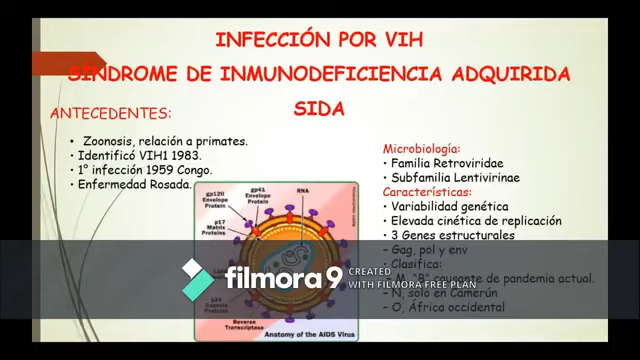 INFECCIÓN POR VIH
SÍNDROME DE INMUNODEFICIENCIA ADQUIRIDA
SIDA
ANTECEDENTES:
• Zoonosis, relación a primates.
• Identificó VIH1 1983.
• 1° infección 1959 Congo.
• Enfermedad Rosada.
gp120
Envelope
Protein
gp41
Envelope
Protein
RNA
p17
Matrix
Proteins
p24
Capsule
Proteins
Reverse
Transcriptase
Anatomy of the AIDS Virus
Microbiología:
• Familia Retroviridae
• Subfamilia Lentivirinae
Características:
• Variabilidad genética
• Elevada cinética de replicación
• 3 Genes estructurales
– Gag, pol y env
• Clasifica:
– M, "B" causante de pandemia actual.
– N, solo en Camerún
– O, África occidental
filmora9
CREATED
WITH FILMORA FREE PLAN